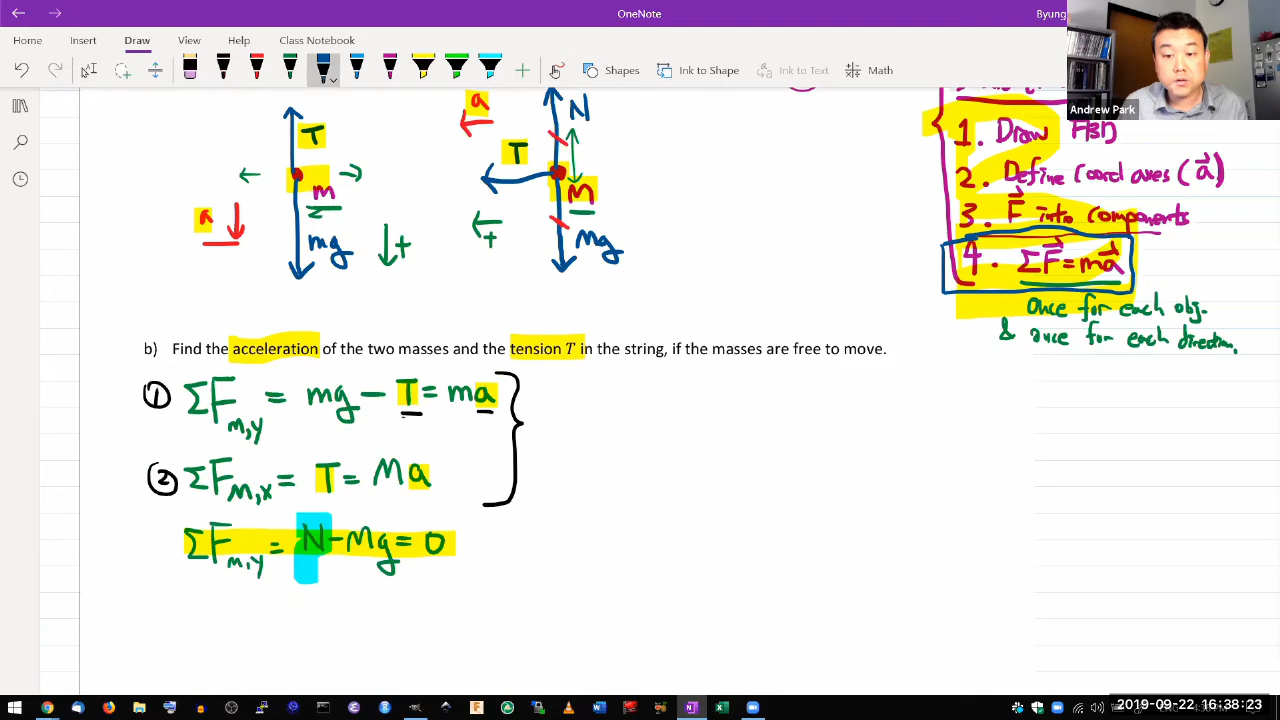 OneNote
Byung
Home Insert Draw View Help Class Notebook
Shapes Ink to Shape Ink to Text Math
Andrew Park
T
m
a
mg
+
a
N
T
M
+
Mg
1. Draw FBD
2. Define coord axes (a⃗)
3. F⃗ into components
4. ΣF⃗ = ma⃗
once for each obj.
& once for each direction.
b) Find the acceleration of the two masses and the tension T in the string, if the masses are free to move.
① ΣF m,y = mg − T = ma
② ΣF M,x = T = Ma
ΣF M,y = N − Mg = 0
2019-09-22 16:38:23